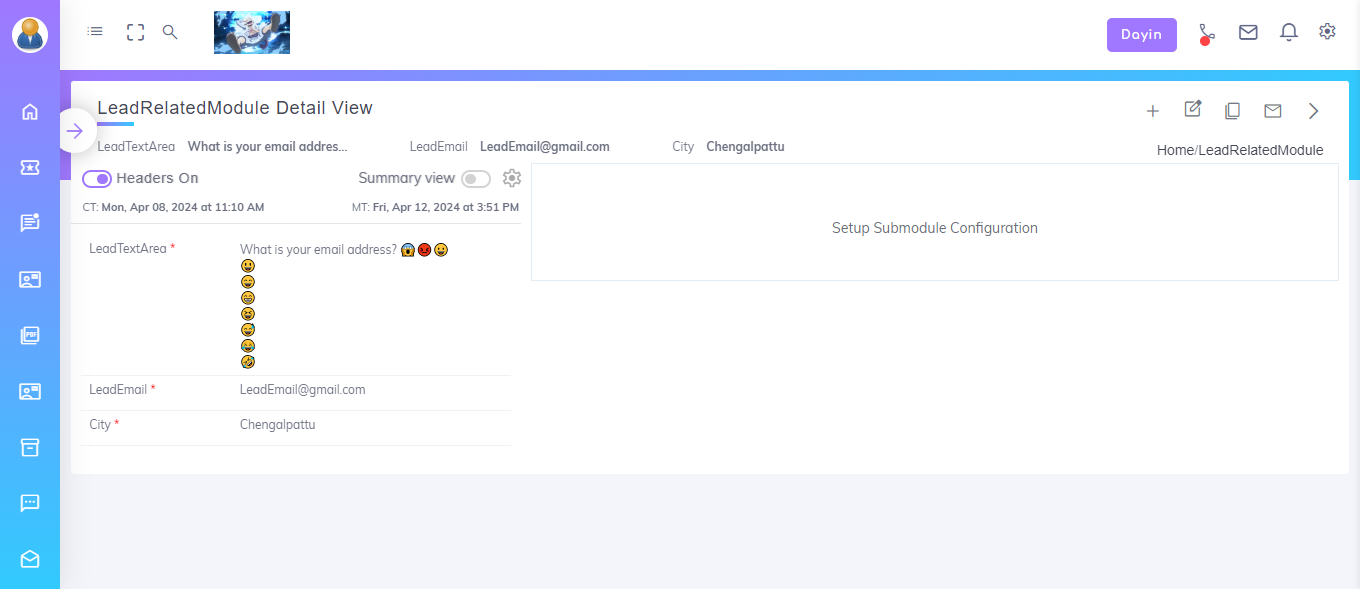 Dayin
LeadRelatedModule Detail View
LeadTextArea What is your email addres... LeadEmail LeadEmail@gmail.com City Chengalpattu
Home/LeadRelatedModule
Headers On Summary view
CT: Mon, Apr 08, 2024 at 11:10 AM MT: Fri, Apr 12, 2024 at 3:51 PM
Setup Submodule Configuration
LeadTextArea * What is your email address? 😱😡😀
😃
😄
😁
😆
😅
😂
🤣
LeadEmail * LeadEmail@gmail.com
City * Chengalpattu
PDF